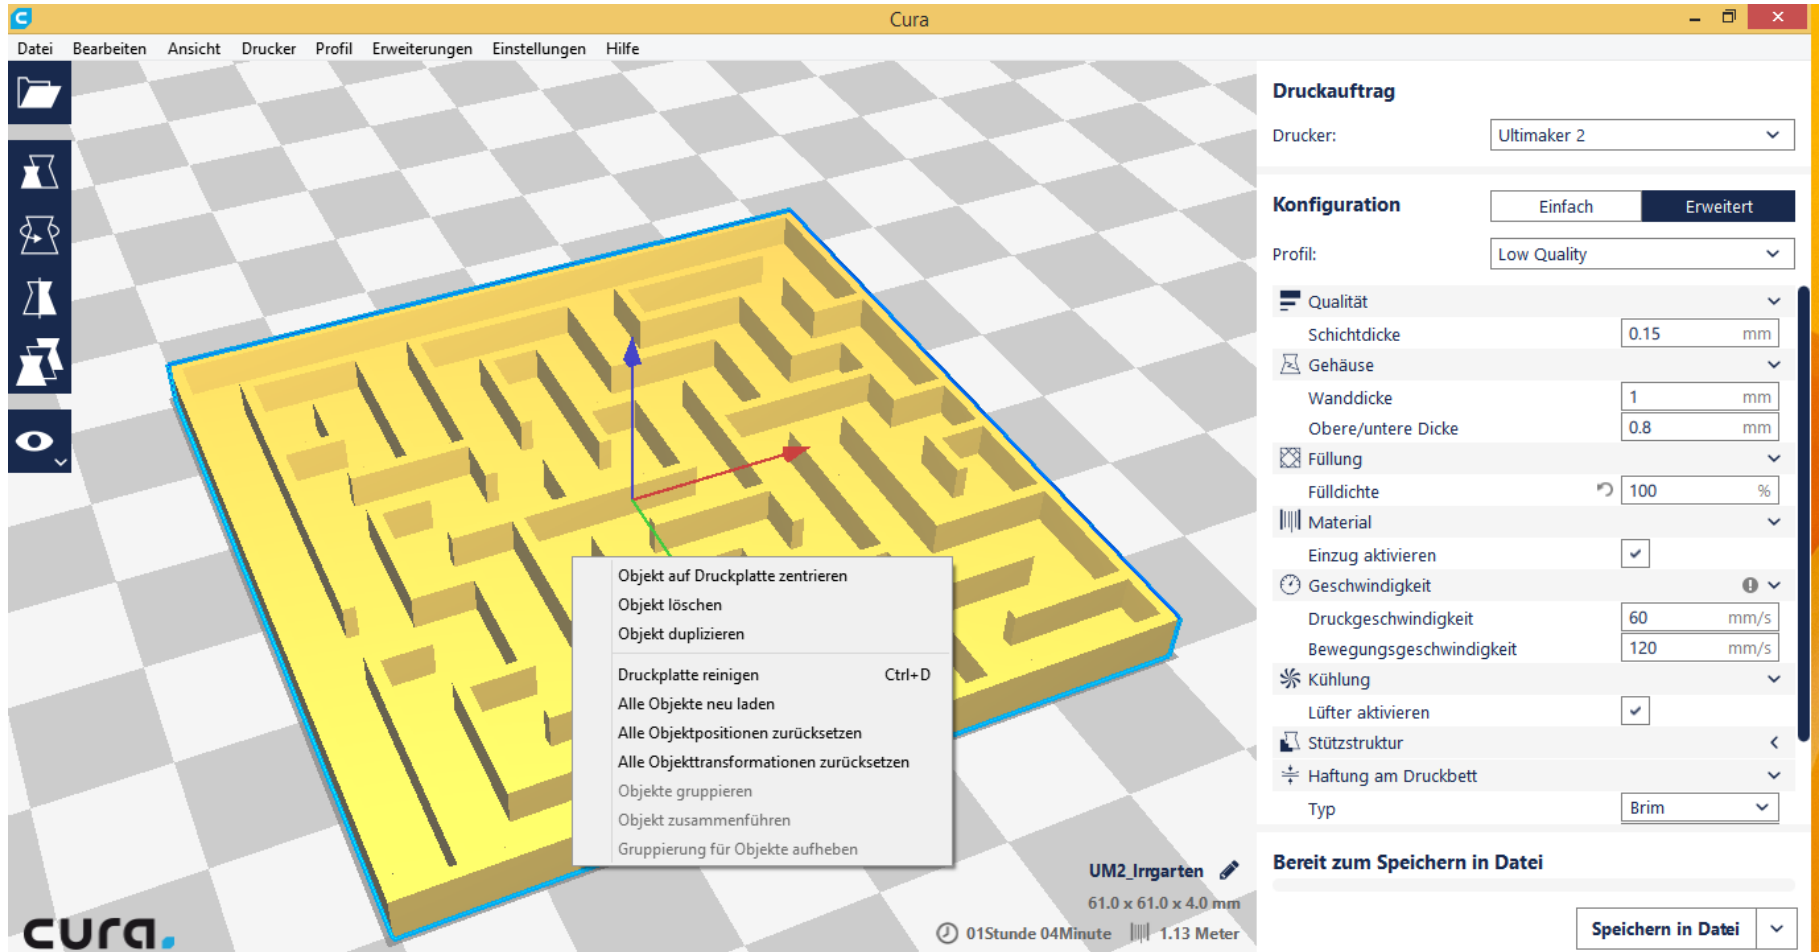 Cura
Datei Bearbeiten Ansicht Drucker Profil Erweiterungen Einstellungen Hilfe
Druckauftrag
Drucker: Ultimaker 2
Konfiguration Einfach Erweitert
Profil: Low Quality
Qualität
Schichtdicke 0.15 mm
Gehäuse
Wanddicke 1 mm
Obere/untere Dicke 0.8 mm
Füllung
Fülldichte 100 %
Material
Einzug aktivieren
Geschwindigkeit
Druckgeschwindigkeit 60 mm/s
Bewegungsgeschwindigkeit 120 mm/s
Kühlung
Lüfter aktivieren
Stützstruktur
Haftung am Druckbett
Typ Brim
Objekt auf Druckplatte zentrieren
Objekt löschen
Objekt duplizieren
Druckplatte reinigen Ctrl+D
Alle Objekte neu laden
Alle Objektpositionen zurücksetzen
Alle Objekttransformationen zurücksetzen
Objekte gruppieren
Objekt zusammenführen
Gruppierung für Objekte aufheben
UM2_Irrgarten
61.0 x 61.0 x 4.0 mm
01Stunde 04Minute 1.13 Meter
Bereit zum Speichern in Datei
Speichern in Datei
cura.